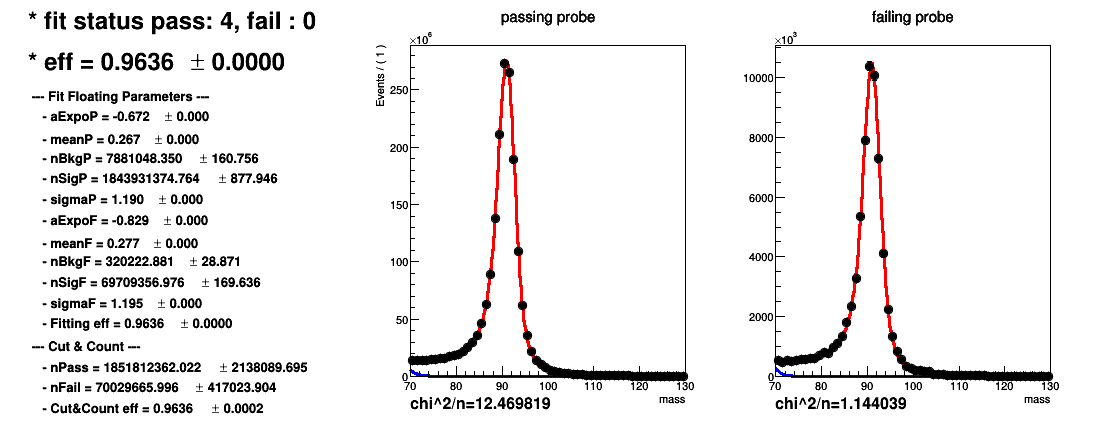 * fit status pass: 4, fail : 0
* eff = 0.9636 ± 0.0000
--- Fit Floating Parameters ---
- aExpoP = -0.672 ± 0.000
- meanP = 0.267 ± 0.000
- nBkgP = 7881048.350 ± 160.756
- nSigP = 1843931374.764 ± 877.946
- sigmaP = 1.190 ± 0.000
- aExpoF = -0.829 ± 0.000
- meanF = 0.277 ± 0.000
- nBkgF = 320222.881 ± 28.871
- nSigF = 69709356.976 ± 169.636
- sigmaF = 1.195 ± 0.000
- Fitting eff = 0.9636 ± 0.0000
--- Cut & Count ---
- nPass = 1851812362.022 ± 2138089.695
- nFail = 70029665.996 ± 417023.904
- Cut&Count eff = 0.9636 ± 0.0002
passing probe
×10^6
Events / ( 1 )
250
200
150
100
50
0
70 80 90 100 110 120 130
mass
chi^2/n=12.469819
failing probe
×10^3
10000
8000
6000
4000
2000
0
70 80 90 100 110 120 130
mass
chi^2/n=1.144039